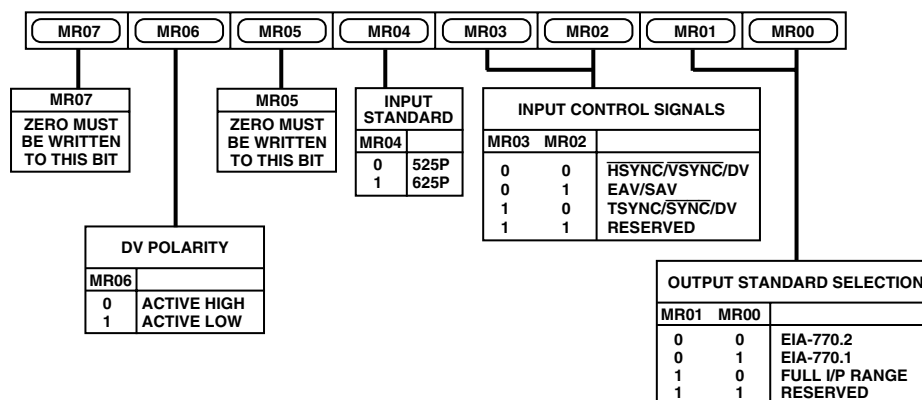 MR07 MR06 MR05 MR04 MR03 MR02 MR01 MR00
MR07
ZERO MUST
BE WRITTEN
TO THIS BIT
MR05
ZERO MUST
BE WRITTEN
TO THIS BIT
INPUT
STANDARD
MR04
0 525P
1 625P
INPUT CONTROL SIGNALS
MR03 MR02
0 0 HSYNC/VSYNC/DV
0 1 EAV/SAV
1 0 TSYNC/SYNC/DV
1 1 RESERVED
DV POLARITY
MR06
0 ACTIVE HIGH
1 ACTIVE LOW
OUTPUT STANDARD SELECTION
MR01 MR00
0 0 EIA-770.2
0 1 EIA-770.1
1 0 FULL I/P RANGE
1 1 RESERVED